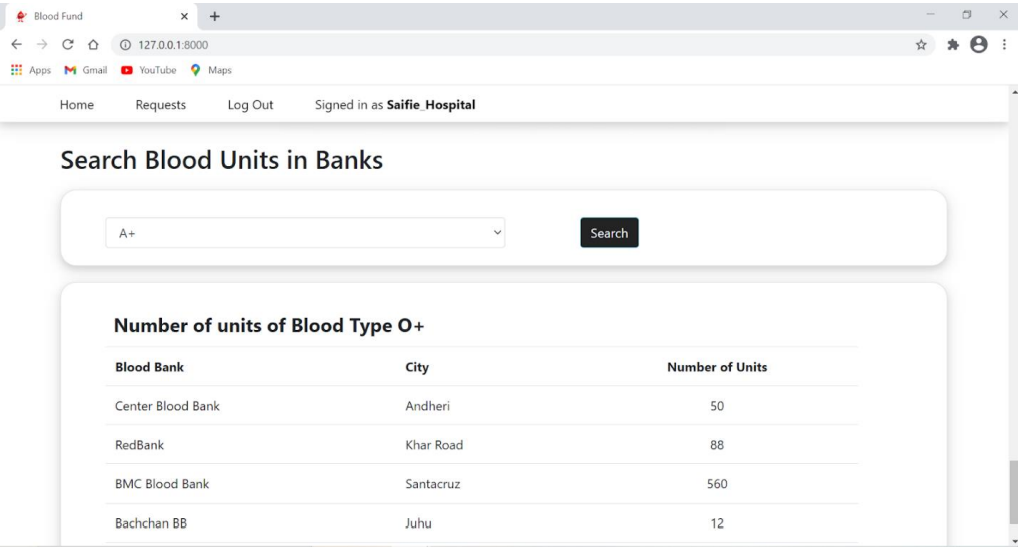 Blood Fund
127.0.0.1:8000
Apps Gmail YouTube Maps
Home Requests Log Out Signed in as Saifie_Hospital
Search Blood Units in Banks
A+ Search
Number of units of Blood Type O+
Blood Bank City Number of Units
Center Blood Bank Andheri 50
RedBank Khar Road 88
BMC Blood Bank Santacruz 560
Bachchan BB Juhu 12